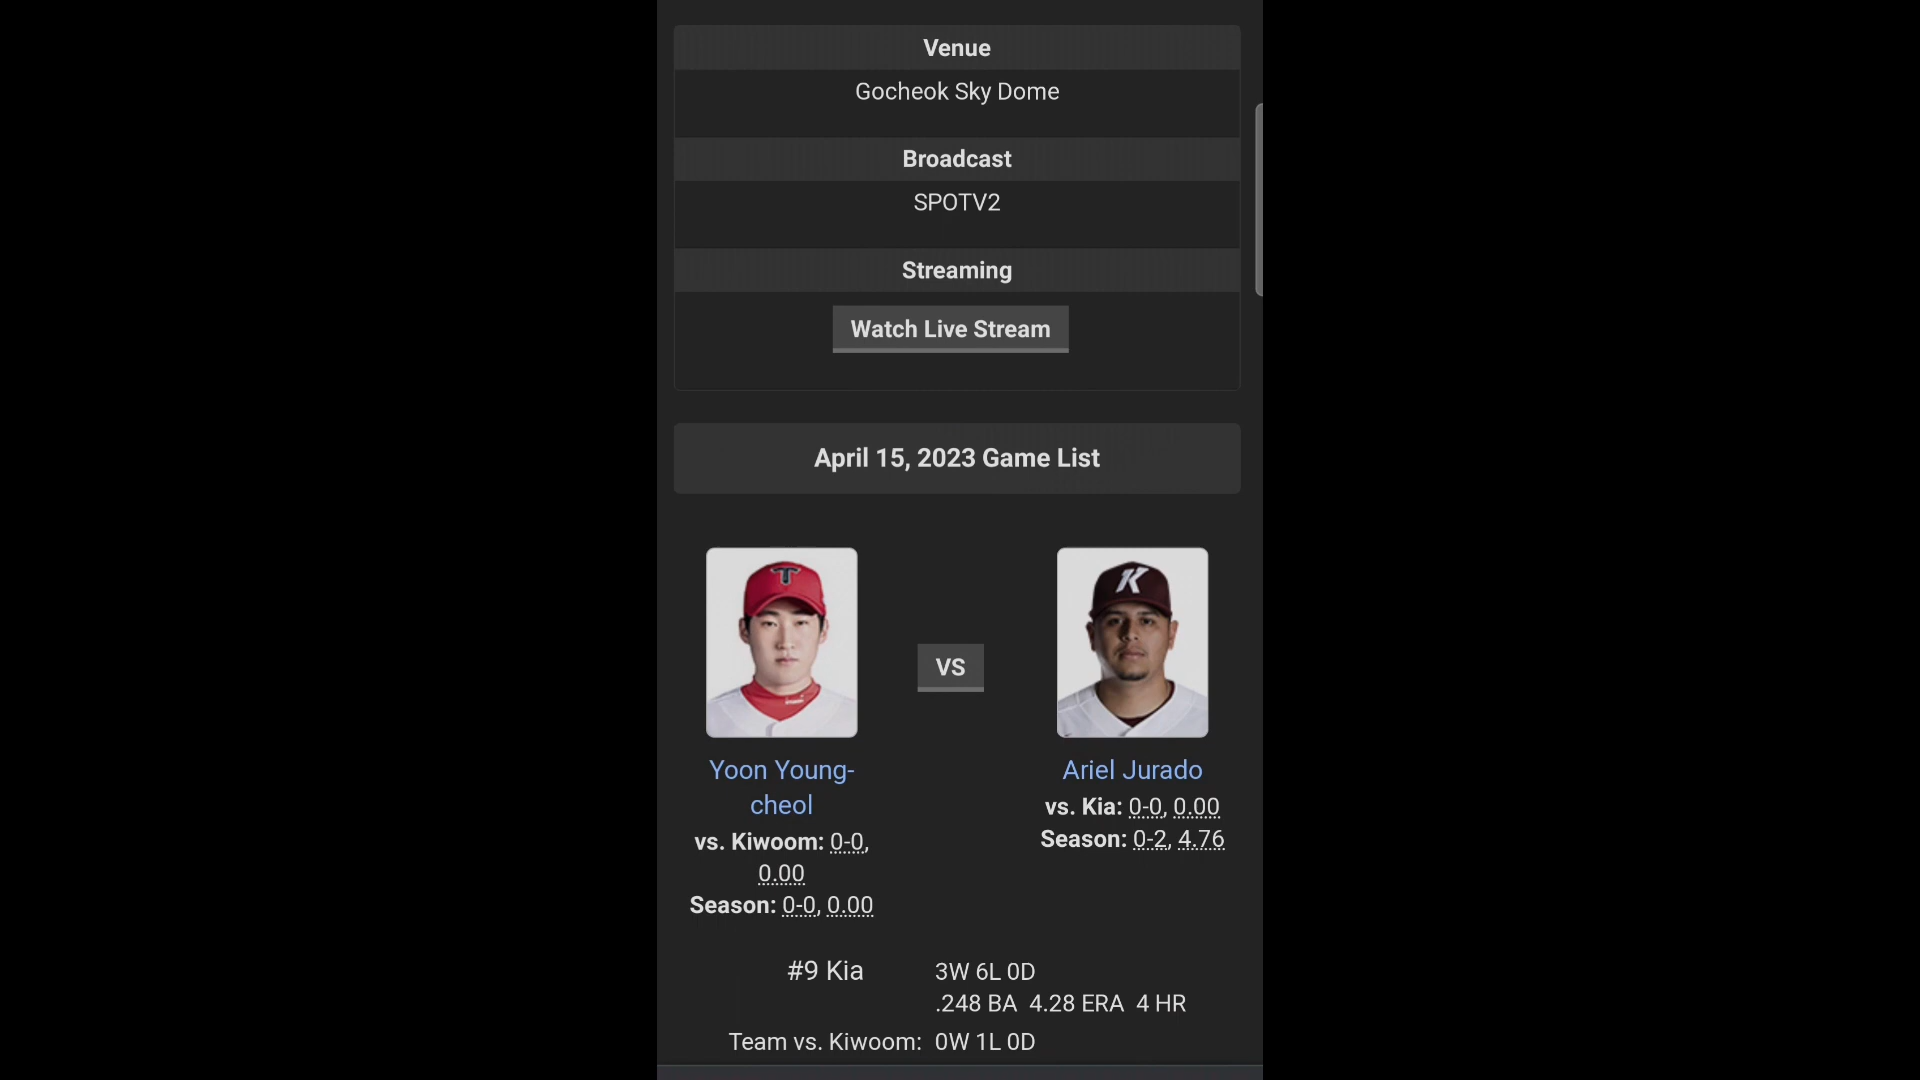 Venue
Gocheok Sky Dome
Broadcast
SPOTV2
Streaming
Watch Live Stream
April 15, 2023 Game List
T
K
VS
Yoon Young-
cheol
vs. Kiwoom: 0-0,
0.00
Season: 0-0, 0.00
Ariel Jurado
vs. Kia: 0-0, 0.00
Season: 0-2, 4.76
#9 Kia 3W 6L 0D
.248 BA 4.28 ERA 4 HR
Team vs. Kiwoom: 0W 1L 0D